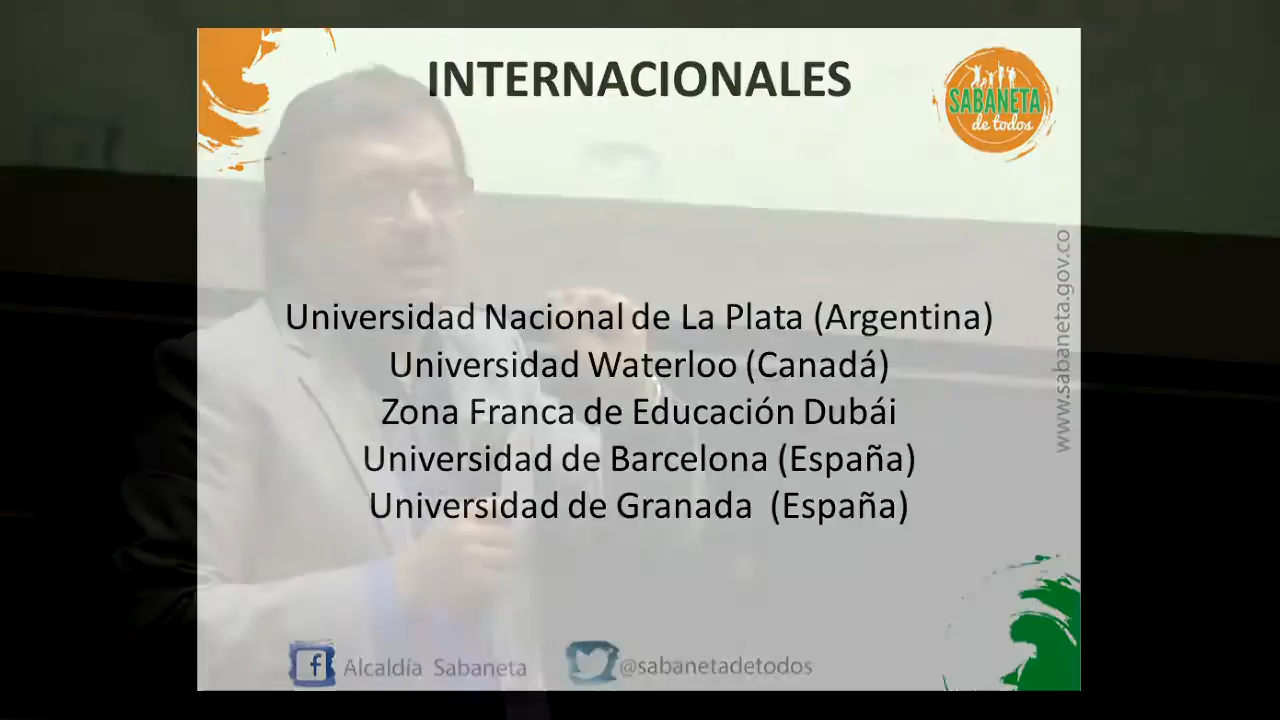 INTERNACIONALES
SABANETA
de todos
www.sabaneta.gov.co
Universidad Nacional de La Plata (Argentina)
Universidad Waterloo (Canadá)
Zona Franca de Educación Dubái
Universidad de Barcelona (España)
Universidad de Granada (España)
f Alcaldía Sabaneta
@sabanetadetodos